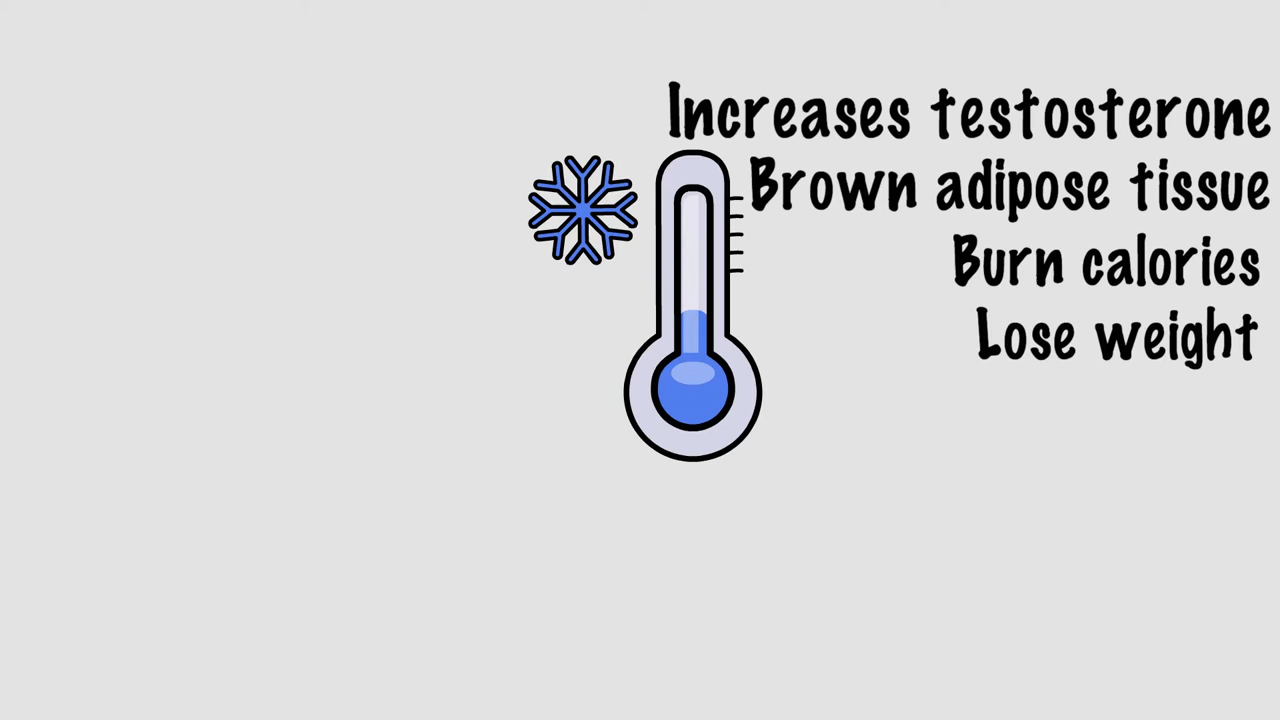 Increases testosterone
Brown adipose tissue
Burn calories
Lose weight